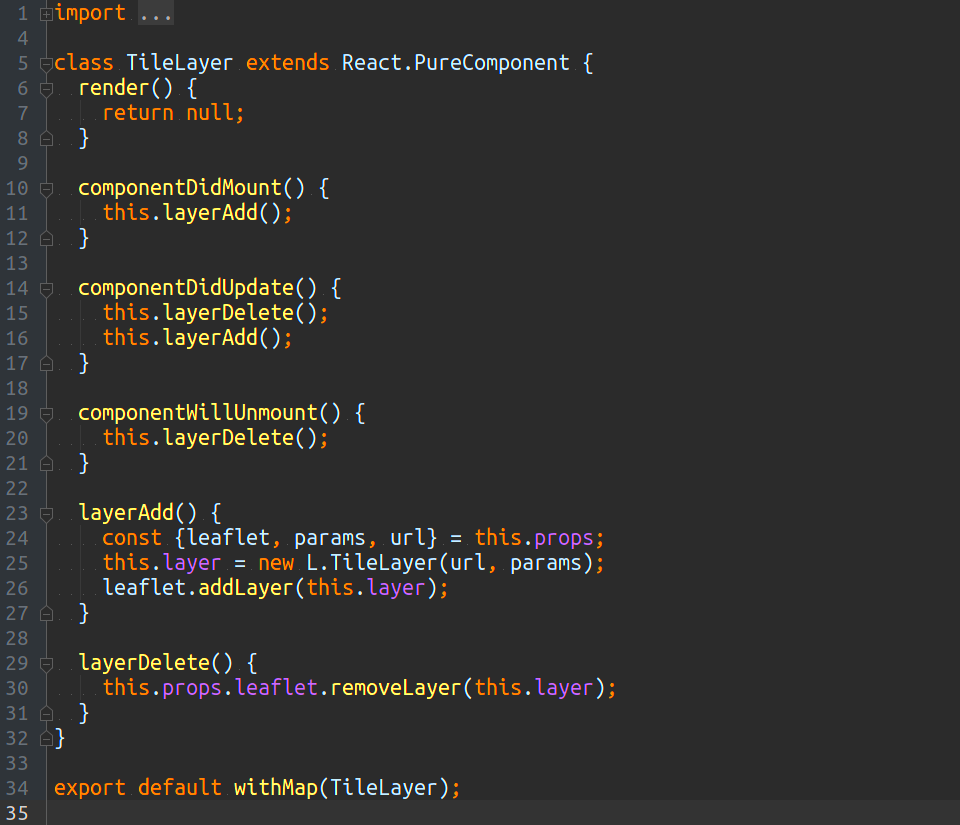 1 import ...
4
5 class TileLayer extends React.PureComponent {
6 render() {
7 return null;
8 }
9
10 componentDidMount() {
11 this.layerAdd();
12 }
13
14 componentDidUpdate() {
15 this.layerDelete();
16 this.layerAdd();
17 }
18
19 componentWillUnmount() {
20 this.layerDelete();
21 }
22
23 layerAdd() {
24 const {leaflet, params, url} = this.props;
25 this.layer = new L.TileLayer(url, params);
26 leaflet.addLayer(this.layer);
27 }
28
29 layerDelete() {
30 this.props.leaflet.removeLayer(this.layer);
31 }
32 }
33
34 export default withMap(TileLayer);
35